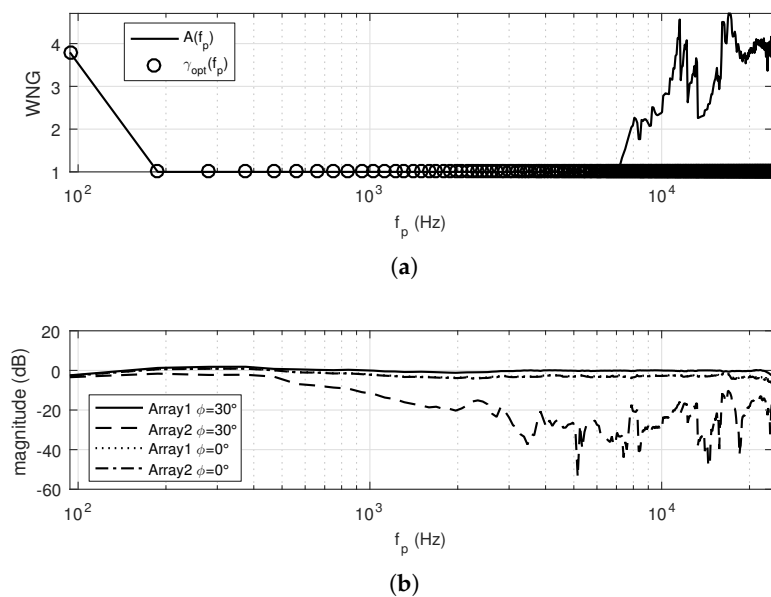 WNG
4
3
2
1
A(f_p)
γ_opt(f_p)
10^2
10^3
10^4
f_p (Hz)
(a)
magnitude (dB)
20
0
-20
-40
-60
Array1 ϕ=30°
Array2 ϕ=30°
Array1 ϕ=0°
Array2 ϕ=0°
10^2
10^3
10^4
f_p (Hz)
(b)